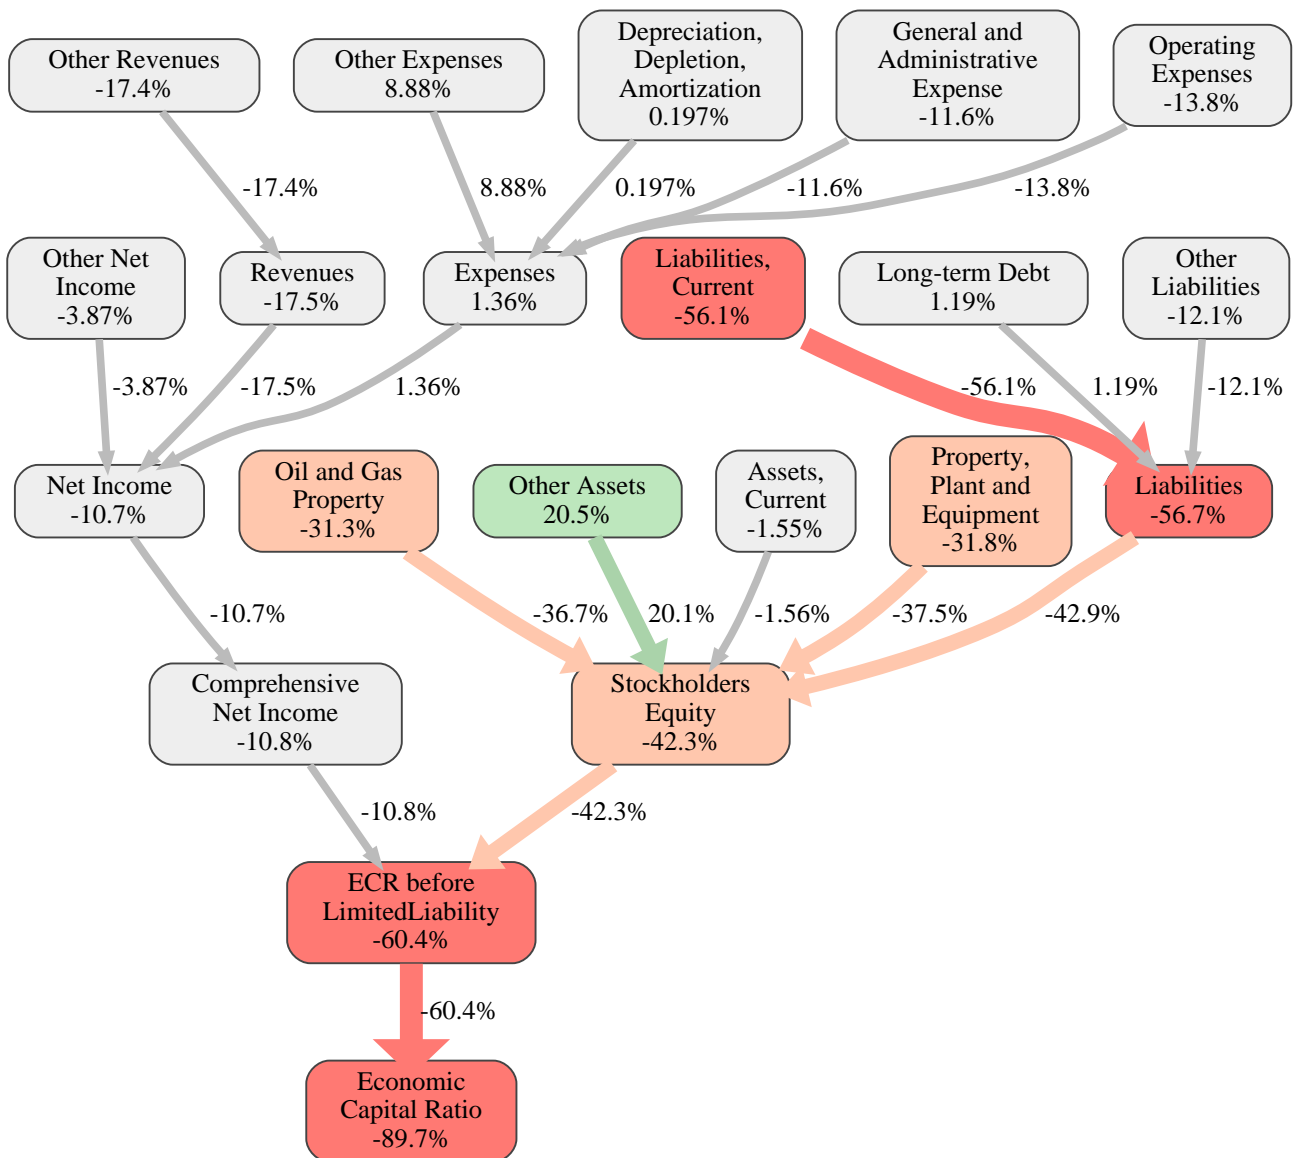 Other Revenues
-17.4%
Other Expenses
8.88%
Depreciation,
Depletion,
Amortization
0.197%
General and
Administrative
Expense
-11.6%
Operating
Expenses
-13.8%
-17.4%
8.88%
0.197%
-11.6%
-13.8%
Other Net
Income
-3.87%
Revenues
-17.5%
Expenses
1.36%
Liabilities,
Current
-56.1%
Long-term Debt
1.19%
Other
Liabilities
-12.1%
-3.87%
-17.5%
1.36%
-56.1%
1.19%
-12.1%
Net Income
-10.7%
Oil and Gas
Property
-31.3%
Other Assets
20.5%
Assets,
Current
-1.55%
Property,
Plant and
Equipment
-31.8%
Liabilities
-56.7%
-10.7%
-36.7%
20.1%
-1.56%
-37.5%
-42.9%
Comprehensive
Net Income
-10.8%
Stockholders
Equity
-42.3%
-10.8%
-42.3%
ECR before
LimitedLiability
-60.4%
-60.4%
Economic
Capital Ratio
-89.7%